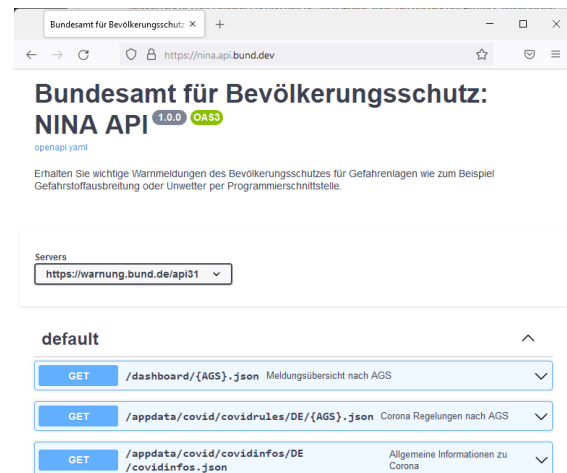 Bundesamt für Bevölkerungsschutz
https://nina.api.bund.dev
Bundesamt für Bevölkerungsschutz:
NINA API 1.0.0 OAS3
openapi.yaml
Erhalten Sie wichtige Warnmeldungen des Bevölkerungsschutzes für Gefahrenlagen wie zum Beispiel
Gefahrstoffausbreitung oder Unwetter per Programmierschnittstelle.
Servers
https://warnung.bund.de/api31
default
GET /dashboard/{AGS}.json Meldungsübersicht nach AGS
GET /appdata/covid/covidrules/DE/{AGS}.json Corona Regelungen nach AGS
GET /appdata/covid/covidinfos/DE
/covidinfos.json
Allgemeine Informationen zu
Corona